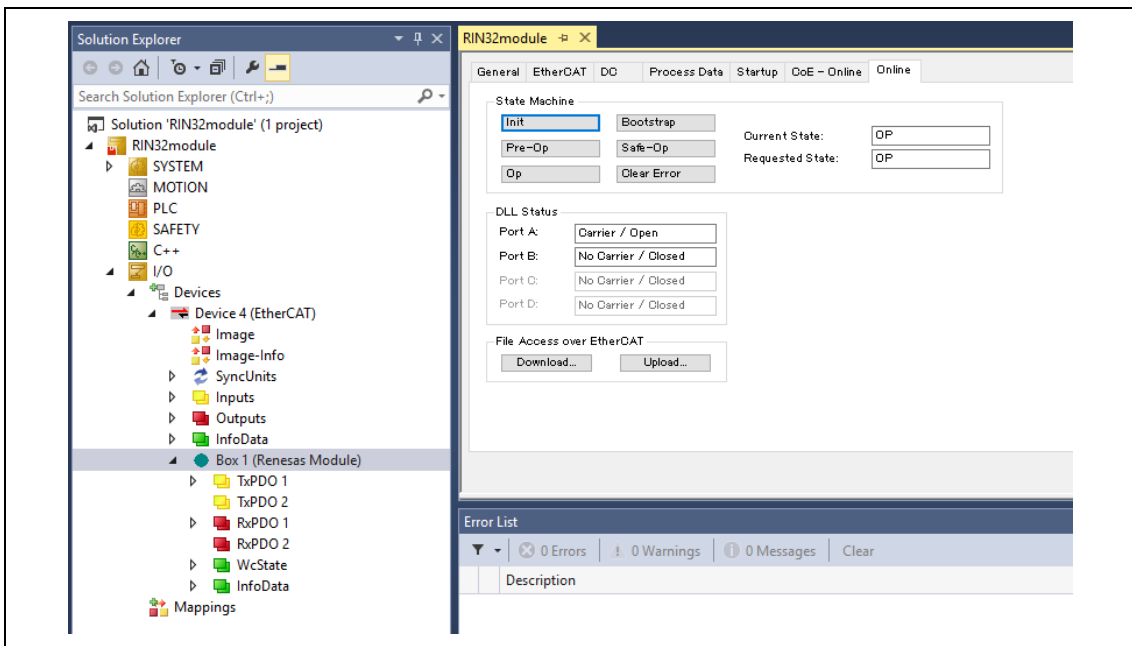 Solution Explorer
Search Solution Explorer (Ctrl+;)
Solution 'RIN32module' (1 project)
RIN32module
SYSTEM
MOTION
PLC
SAFETY
C++
I/O
Devices
Device 4 (EtherCAT)
Image
Image-Info
SyncUnits
Inputs
Outputs
InfoData
Box 1 (Renesas Module)
TxPDO 1
TxPDO 2
RxPDO 1
RxPDO 2
WcState
InfoData
Mappings
RIN32module
General EtherCAT DC Process Data Startup CoE - Online Online
State Machine
Init Bootstrap
Pre-Op Safe-Op
Op Clear Error
Current State: OP
Requested State: OP
DLL Status
Port A: Carrier / Open
Port B: No Carrier / Closed
Port C: No Carrier / Closed
Port D: No Carrier / Closed
File Access over EtherCAT
Download... Upload...
Error List
0 Errors 0 Warnings 0 Messages Clear
Description